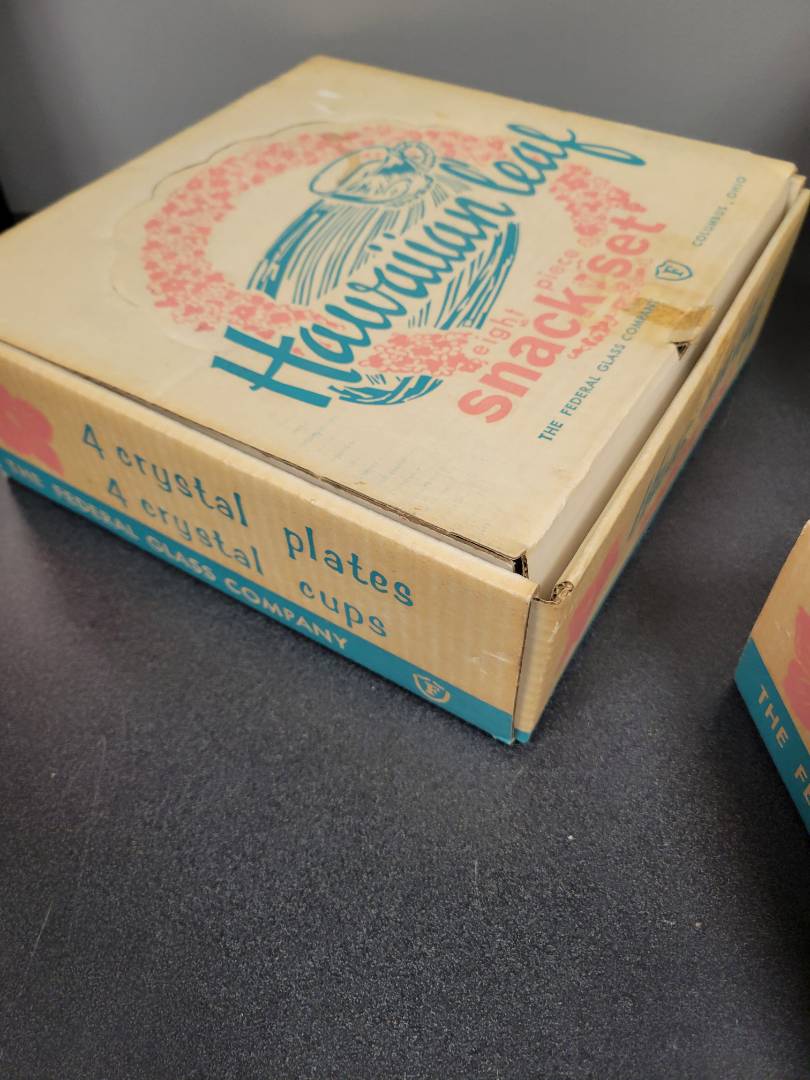 Hawaiian leaf
eight piece
snack set
THE FEDERAL GLASS COMPANY
F
COLUMBUS, OHIO
4 crystal plates
4 crystal cups
THE FEDERAL GLASS COMPANY
F
THE